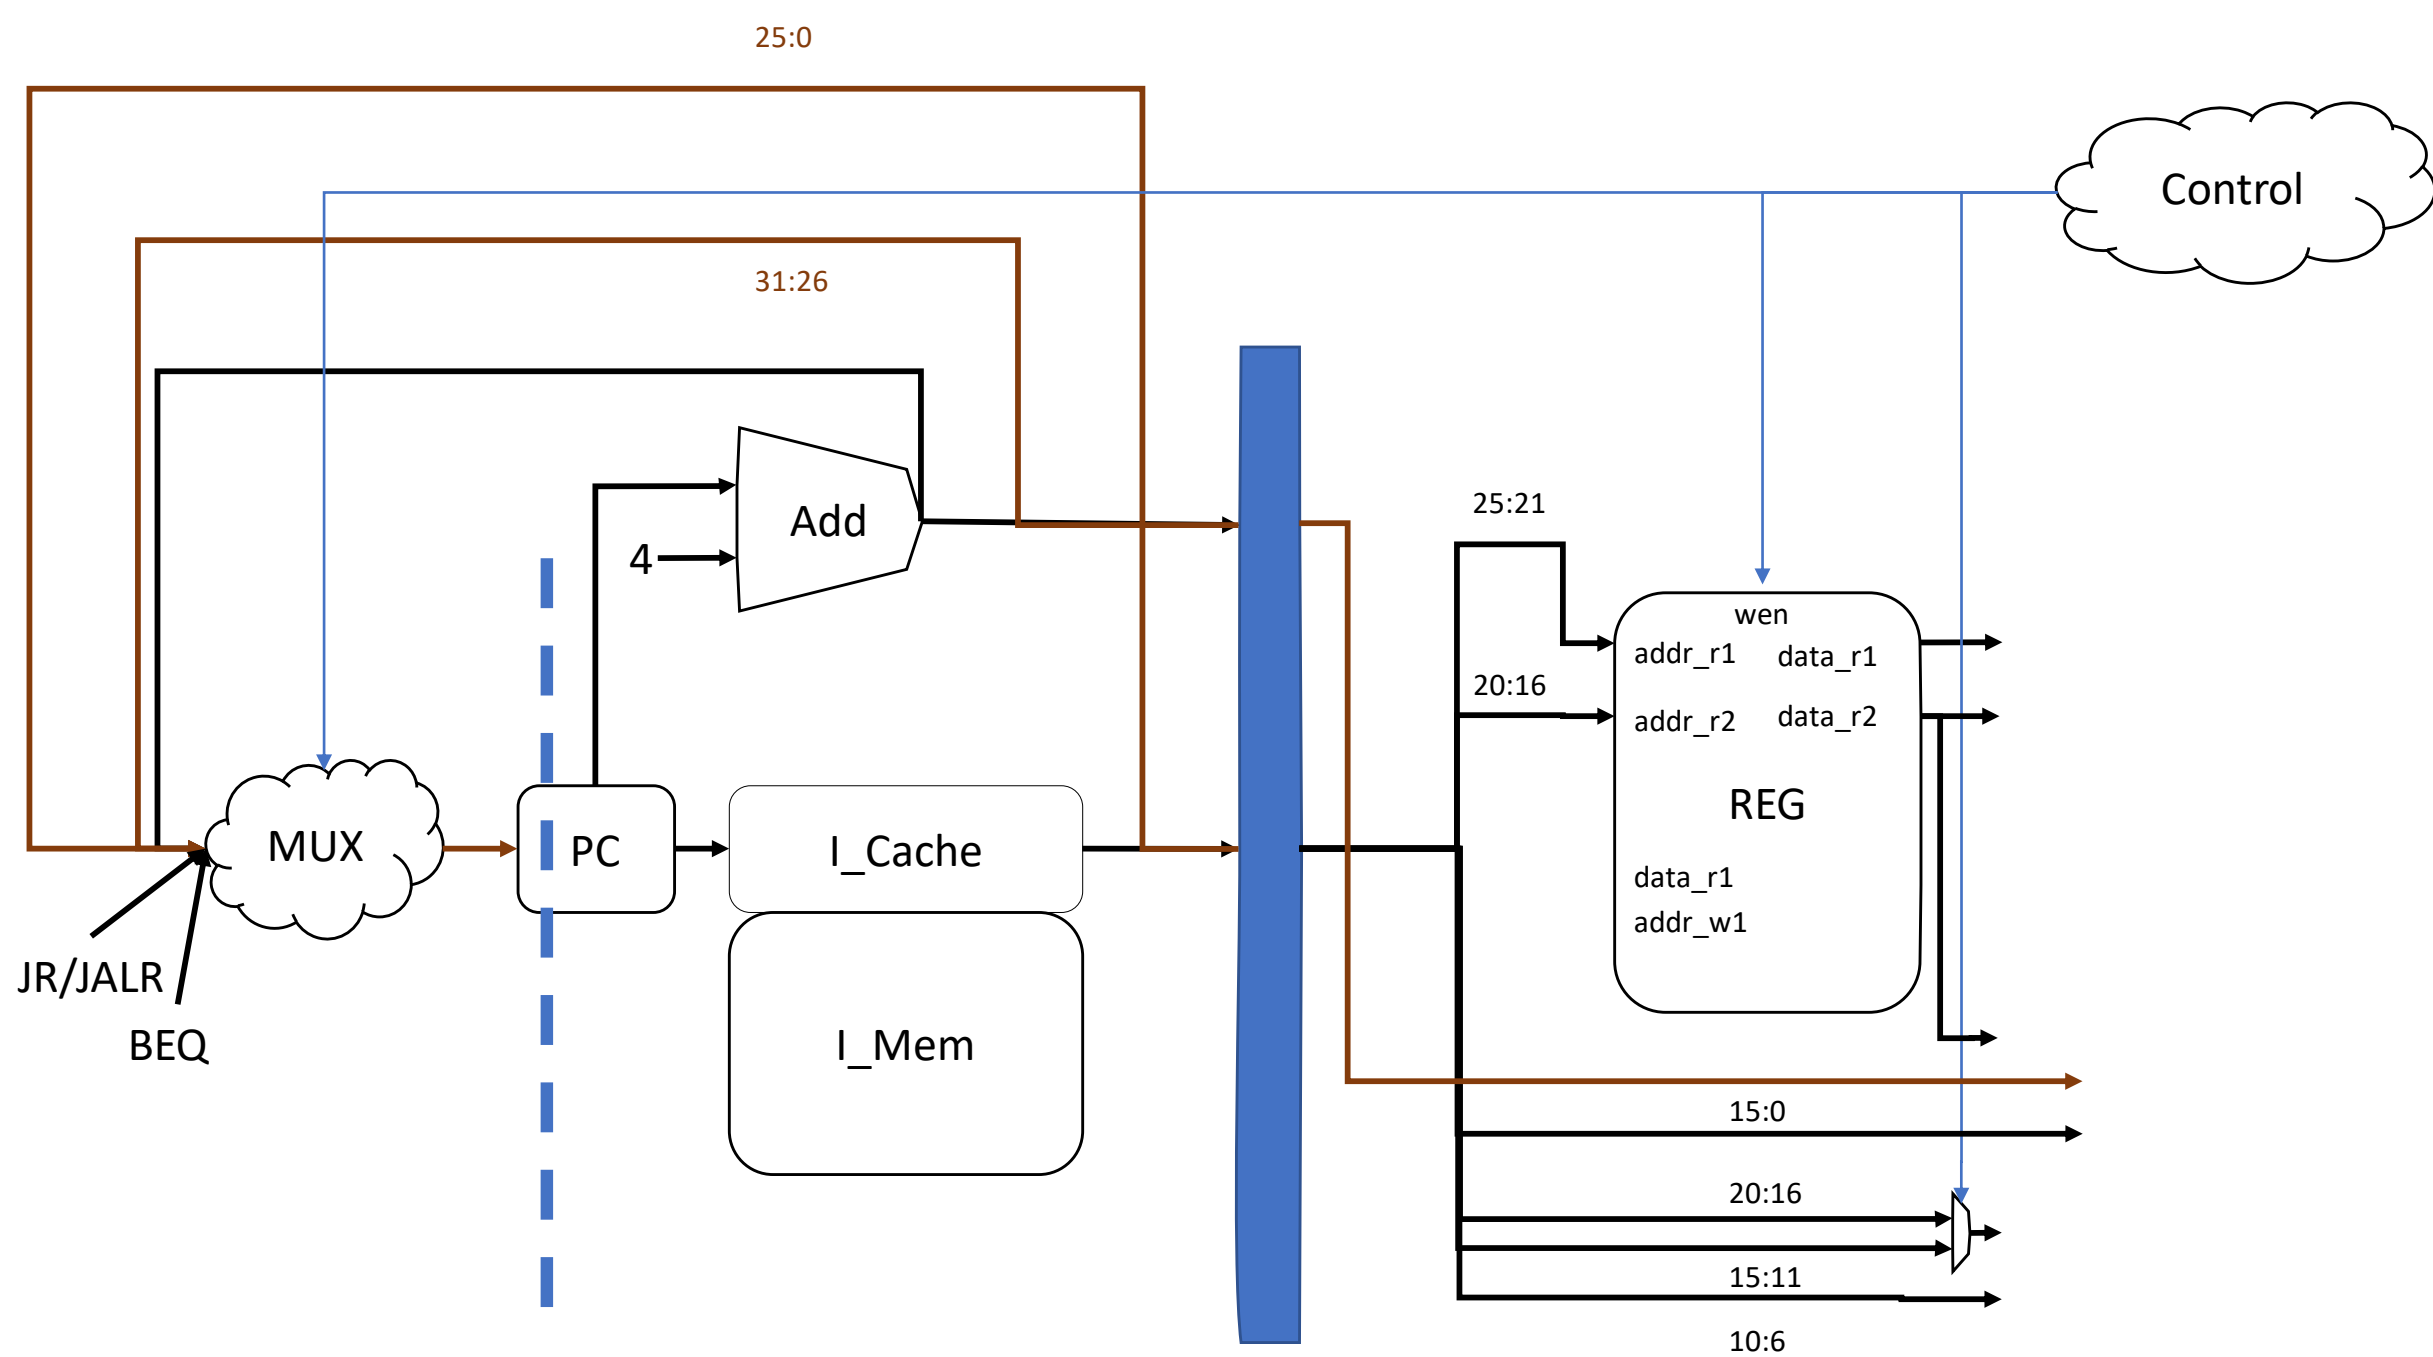 25:0
Control
31:26
25:21
Add
4
wen
addr_r1
data_r1
20:16
addr_r2
data_r2
REG
MUX
PC
I_Cache
data_r1
addr_w1
JR/JALR
BEQ
I_Mem
15:0
20:16
15:11
10:6